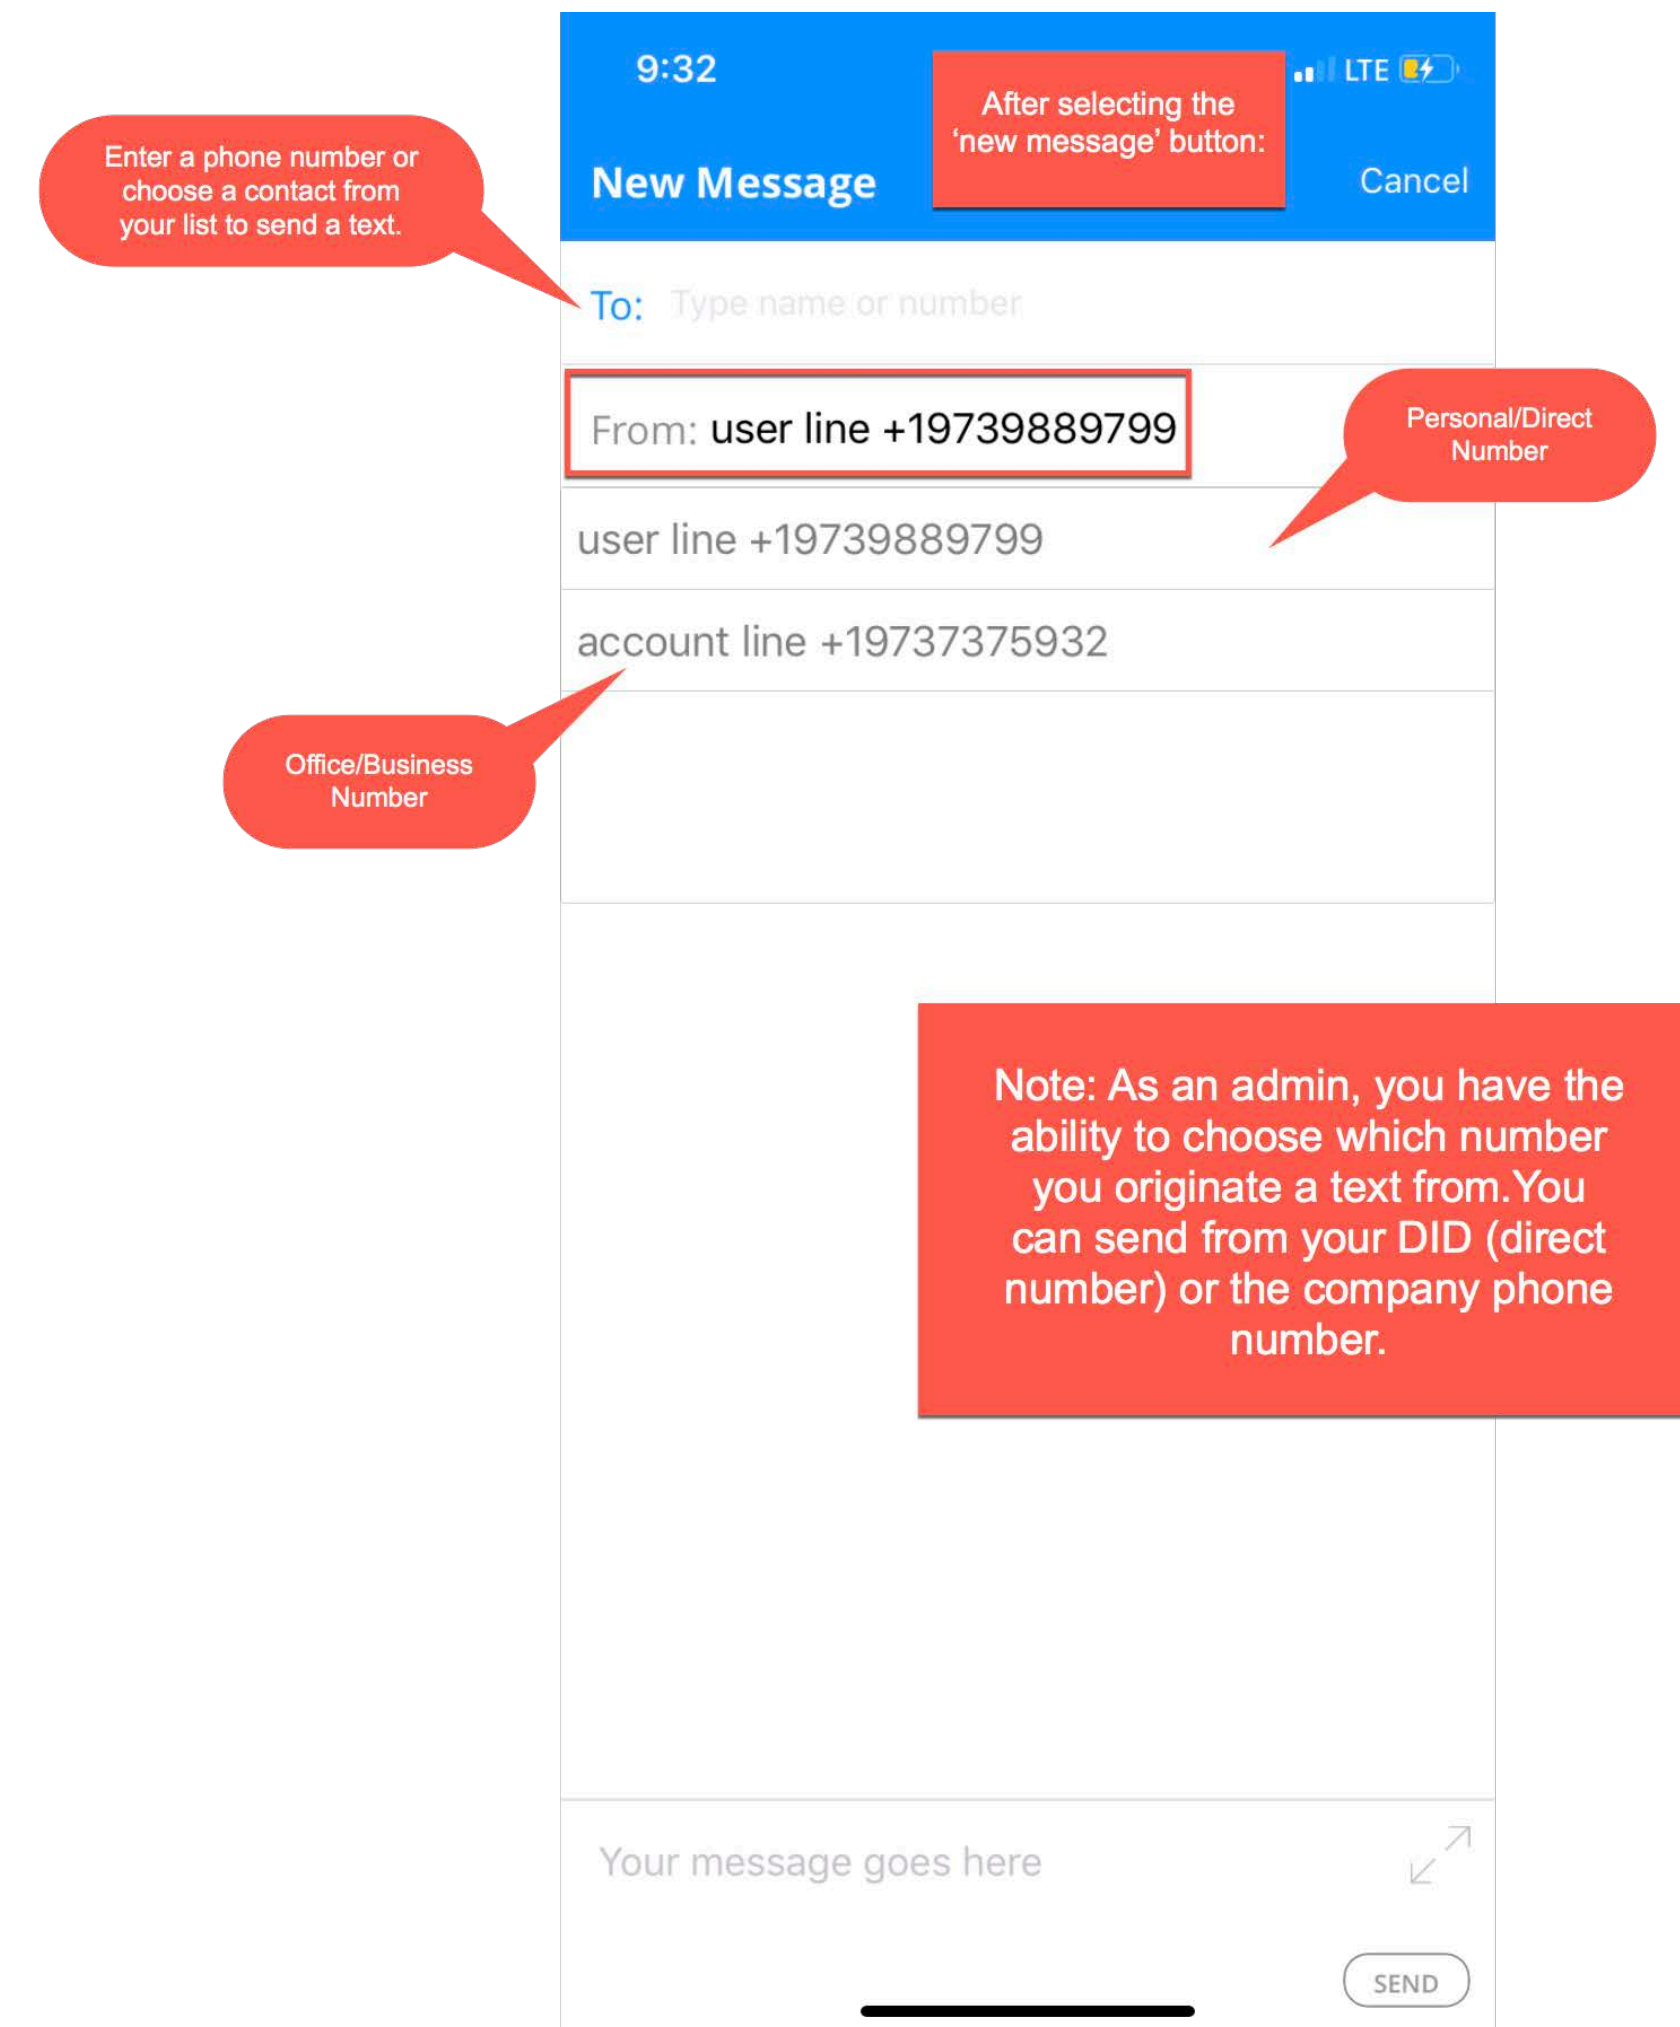 9:32
LTE
After selecting the
‘new message’ button:
New Message
Cancel
Enter a phone number or
choose a contact from
your list to send a text.
To: Type name or number
From: user line +19739889799
Personal/Direct
Number
user line +19739889799
account line +19737375932
Office/Business
Number
Note: As an admin, you have the
ability to choose which number
you originate a text from.You
can send from your DID (direct
number) or the company phone
number.
Your message goes here
SEND